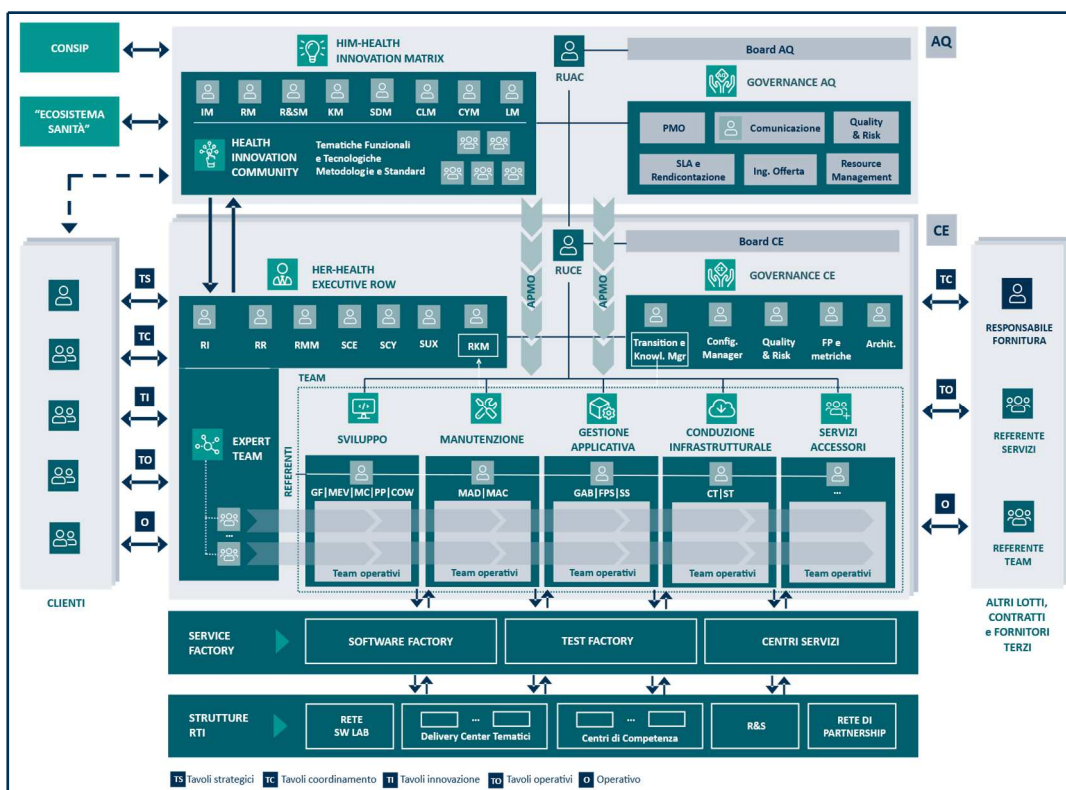 CONSIP
"ECOSISTEMA
SANITÀ"
HIM-HEALTH
INNOVATION MATRIX
IM RM R&SM KM SDM CLM CYM LM
HEALTH
INNOVATION
COMMUNITY
Tematiche Funzionali
e Tecnologiche
Metodologie e Standard
RUAC
Board AQ
AQ
GOVERNANCE AQ
PMO
Comunicazione
Quality
& Risk
SLA e
Rendicontazione
Ing. Offerta
Resource
Management
APMO
APMO
RUCE
Board CE
CE
GOVERNANCE CE
HER-HEALTH
EXECUTIVE ROW
RI RR RMM SCE SCY SUX RKM
Transition e
Knowl. Mgr
Config.
Manager
Quality
& Risk
FP e
metriche
Archit.
TS
TC
TI
TO
O
CLIENTI
EXPERT
TEAM
...
TEAM
REFERENTI
SVILUPPO
MANUTENZIONE
GESTIONE
APPLICATIVA
CONDUZIONE
INFRASTRUTTURALE
SERVIZI
ACCESSORI
GF|MEV|MC|PP|COW
MAD|MAC
GAB|FPS|SS
CT|ST
...
Team operativi
Team operativi
Team operativi
Team operativi
Team operativi
TC
TO
O
RESPONSABILE
FORNITURA
REFERENTE
SERVIZI
REFERENTE
TEAM
ALTRI LOTTI,
CONTRATTI
e FORNITORI
TERZI
SERVICE
FACTORY
SOFTWARE FACTORY
TEST FACTORY
CENTRI SERVIZI
STRUTTURE
RTI
RETE
SW LAB
...
Delivery Center Tematici
...
Centri di Competenza
R&S
RETE DI
PARTNERSHIP
TS Tavoli strategici TC Tavoli coordinamento TI Tavoli innovazione TO Tavoli operativi O Operativo